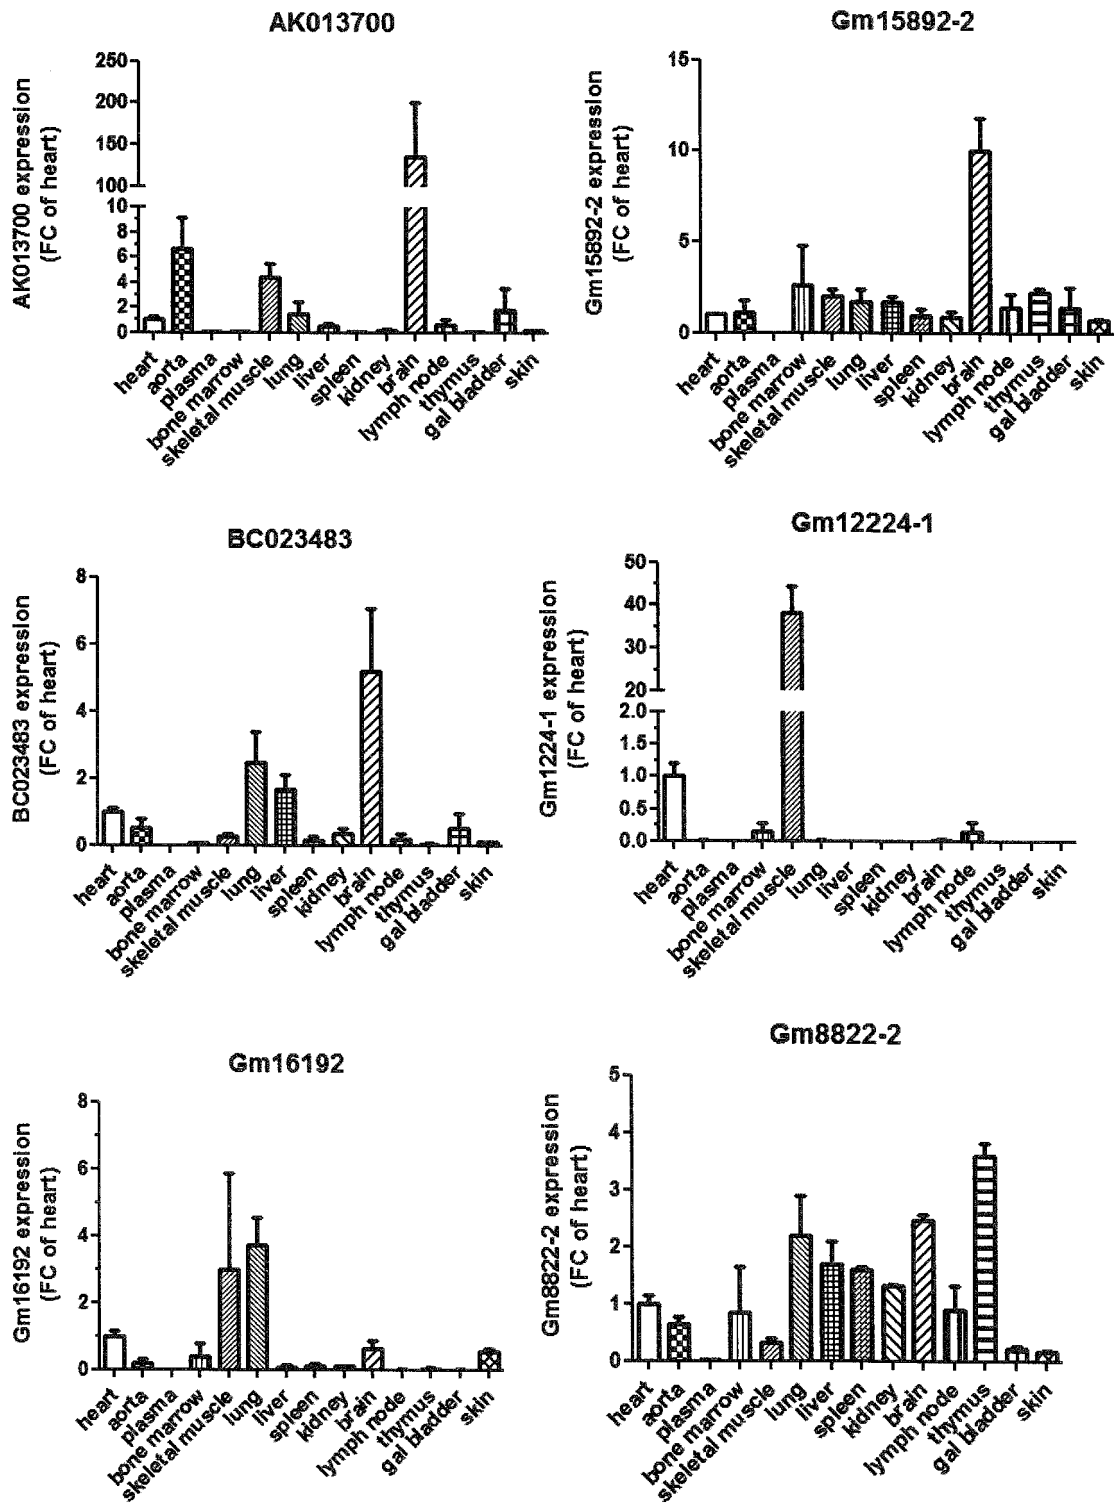 AK013700
AK013700 expression
(FC of heart)
250
200
150
100
10
8
6
4
2
0
heart
aorta
plasma
bone marrow
skeletal muscle
lung
liver
spleen
kidney
brain
lymph node
thymus
gal bladder
skin
Gm15892-2
Gm15892-2 expression
(FC of heart)
15
10
5
0
heart
aorta
plasma
bone marrow
skeletal muscle
lung
liver
spleen
kidney
brain
lymph node
thymus
gal bladder
skin
BC023483
BC023483 expression
(FC of heart)
8
6
4
2
0
heart
aorta
plasma
bone marrow
skeletal muscle
lung
liver
spleen
kidney
brain
lymph node
thymus
gal bladder
skin
Gm12224-1
Gm1224-1 expression
(FC of heart)
50
40
30
20
2.0
1.5
1.0
0.5
0.0
heart
aorta
plasma
bone marrow
skeletal muscle
lung
liver
spleen
kidney
brain
lymph node
thymus
gal bladder
skin
Gm16192
Gm16192 expression
(FC of heart)
8
6
4
2
0
heart
aorta
plasma
bone marrow
skeletal muscle
lung
liver
spleen
kidney
brain
lymph node
thymus
gal bladder
skin
Gm8822-2
Gm8822-2 expression
(FC of heart)
5
4
3
2
1
0
heart
aorta
plasma
bone marrow
skeletal muscle
lung
liver
spleen
kidney
brain
lymph node
thymus
gal bladder
skin